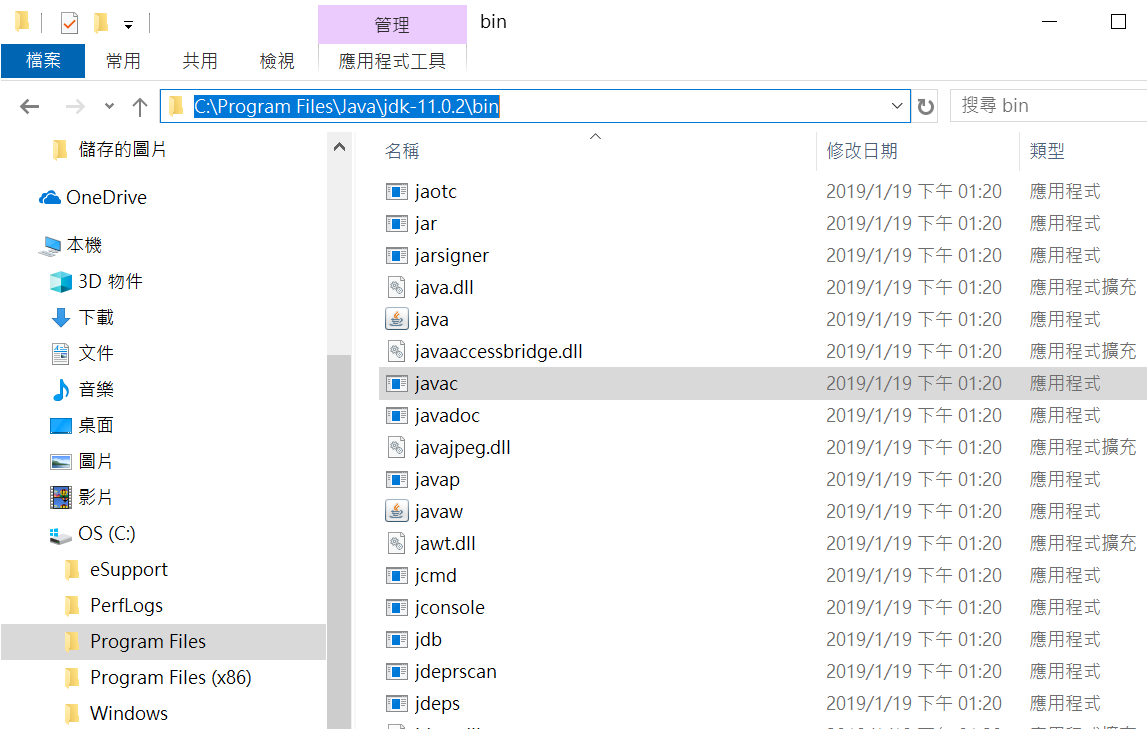 管理
bin
檔案
常用
共用
檢視
應用程式工具
C:\Program Files\Java\jdk-11.0.2\bin
搜尋 bin
儲存的圖片
OneDrive
本機
3D 物件
下載
文件
音樂
桌面
圖片
影片
OS (C:)
eSupport
PerfLogs
Program Files
Program Files (x86)
Windows
名稱 修改日期 類型
jaotc 2019/1/19 下午 01:20 應用程式
jar 2019/1/19 下午 01:20 應用程式
jarsigner 2019/1/19 下午 01:20 應用程式
java.dll 2019/1/19 下午 01:20 應用程式擴充
java 2019/1/19 下午 01:20 應用程式
javaaccessbridge.dll 2019/1/19 下午 01:20 應用程式擴充
javac 2019/1/19 下午 01:20 應用程式
javadoc 2019/1/19 下午 01:20 應用程式
javajpeg.dll 2019/1/19 下午 01:20 應用程式擴充
javap 2019/1/19 下午 01:20 應用程式
javaw 2019/1/19 下午 01:20 應用程式
jawt.dll 2019/1/19 下午 01:20 應用程式擴充
jcmd 2019/1/19 下午 01:20 應用程式
jconsole 2019/1/19 下午 01:20 應用程式
jdb 2019/1/19 下午 01:20 應用程式
jdeprscan 2019/1/19 下午 01:20 應用程式
jdeps 2019/1/19 下午 01:20 應用程式